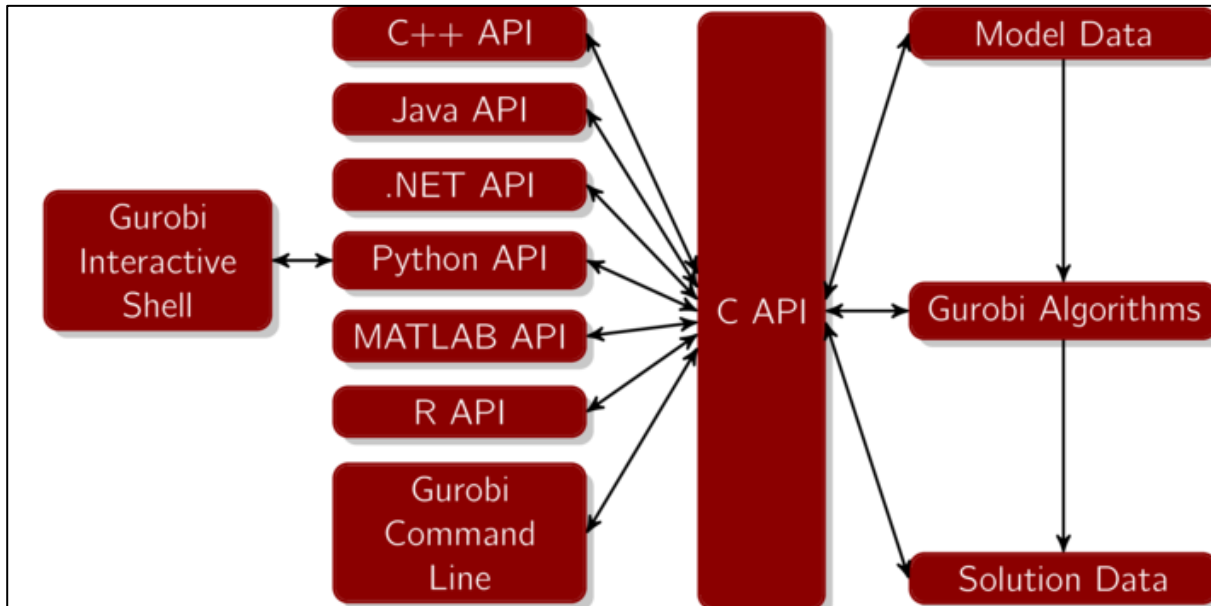 C++ API
Java API
.NET API
Gurobi
Interactive
Shell
Python API
MATLAB API
R API
Gurobi
Command
Line
C API
Model Data
Gurobi Algorithms
Solution Data